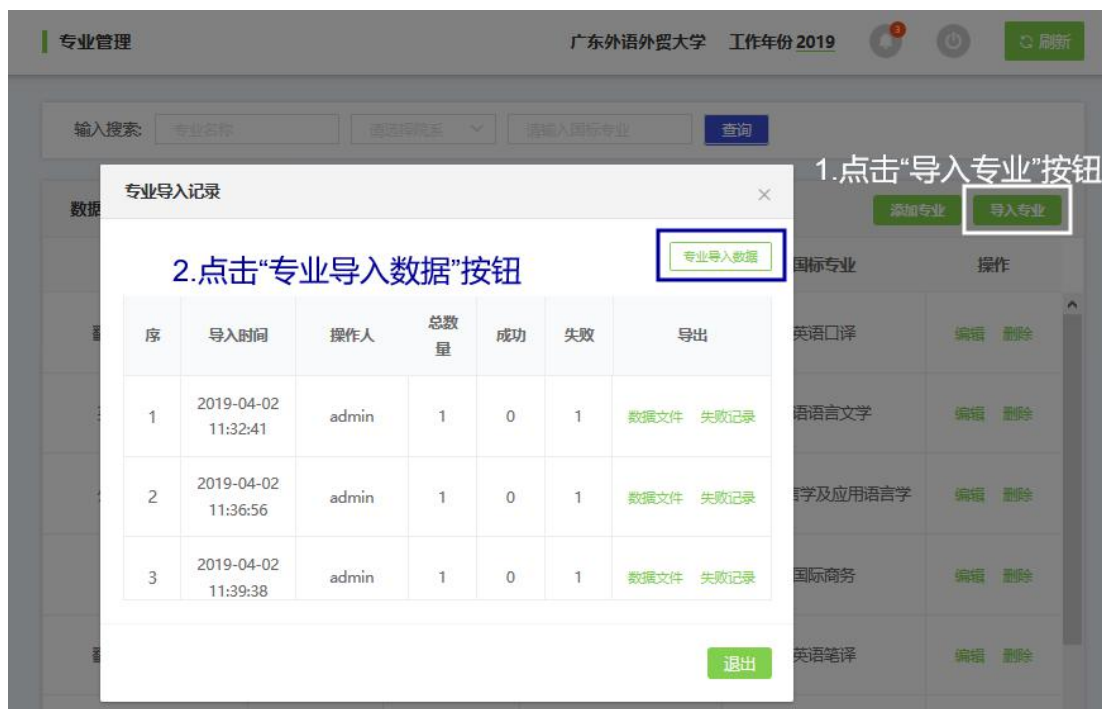 专业管理
广东外语外贸大学 工作年份 2019 3 刷新
输入搜索: 专业名称 请选择院系 请输入国标专业 查询
1.点击“导入专业”按钮
专业导入记录 ×
数据 添加专业 导入专业
2.点击“专业导入数据”按钮 专业导入数据
国标专业 操作
序 导入时间 操作人 总数量 成功 失败 导出
英语口译 编辑 删除
1 2019-04-02 11:32:41 admin 1 0 1 数据文件 失败记录
语语言文学 编辑 删除
2 2019-04-02 11:36:56 admin 1 0 1 数据文件 失败记录
言学及应用语言学 编辑 删除
3 2019-04-02 11:39:38 admin 1 0 1 数据文件 失败记录
国际商务 编辑 删除
英语笔译 编辑 删除
退出